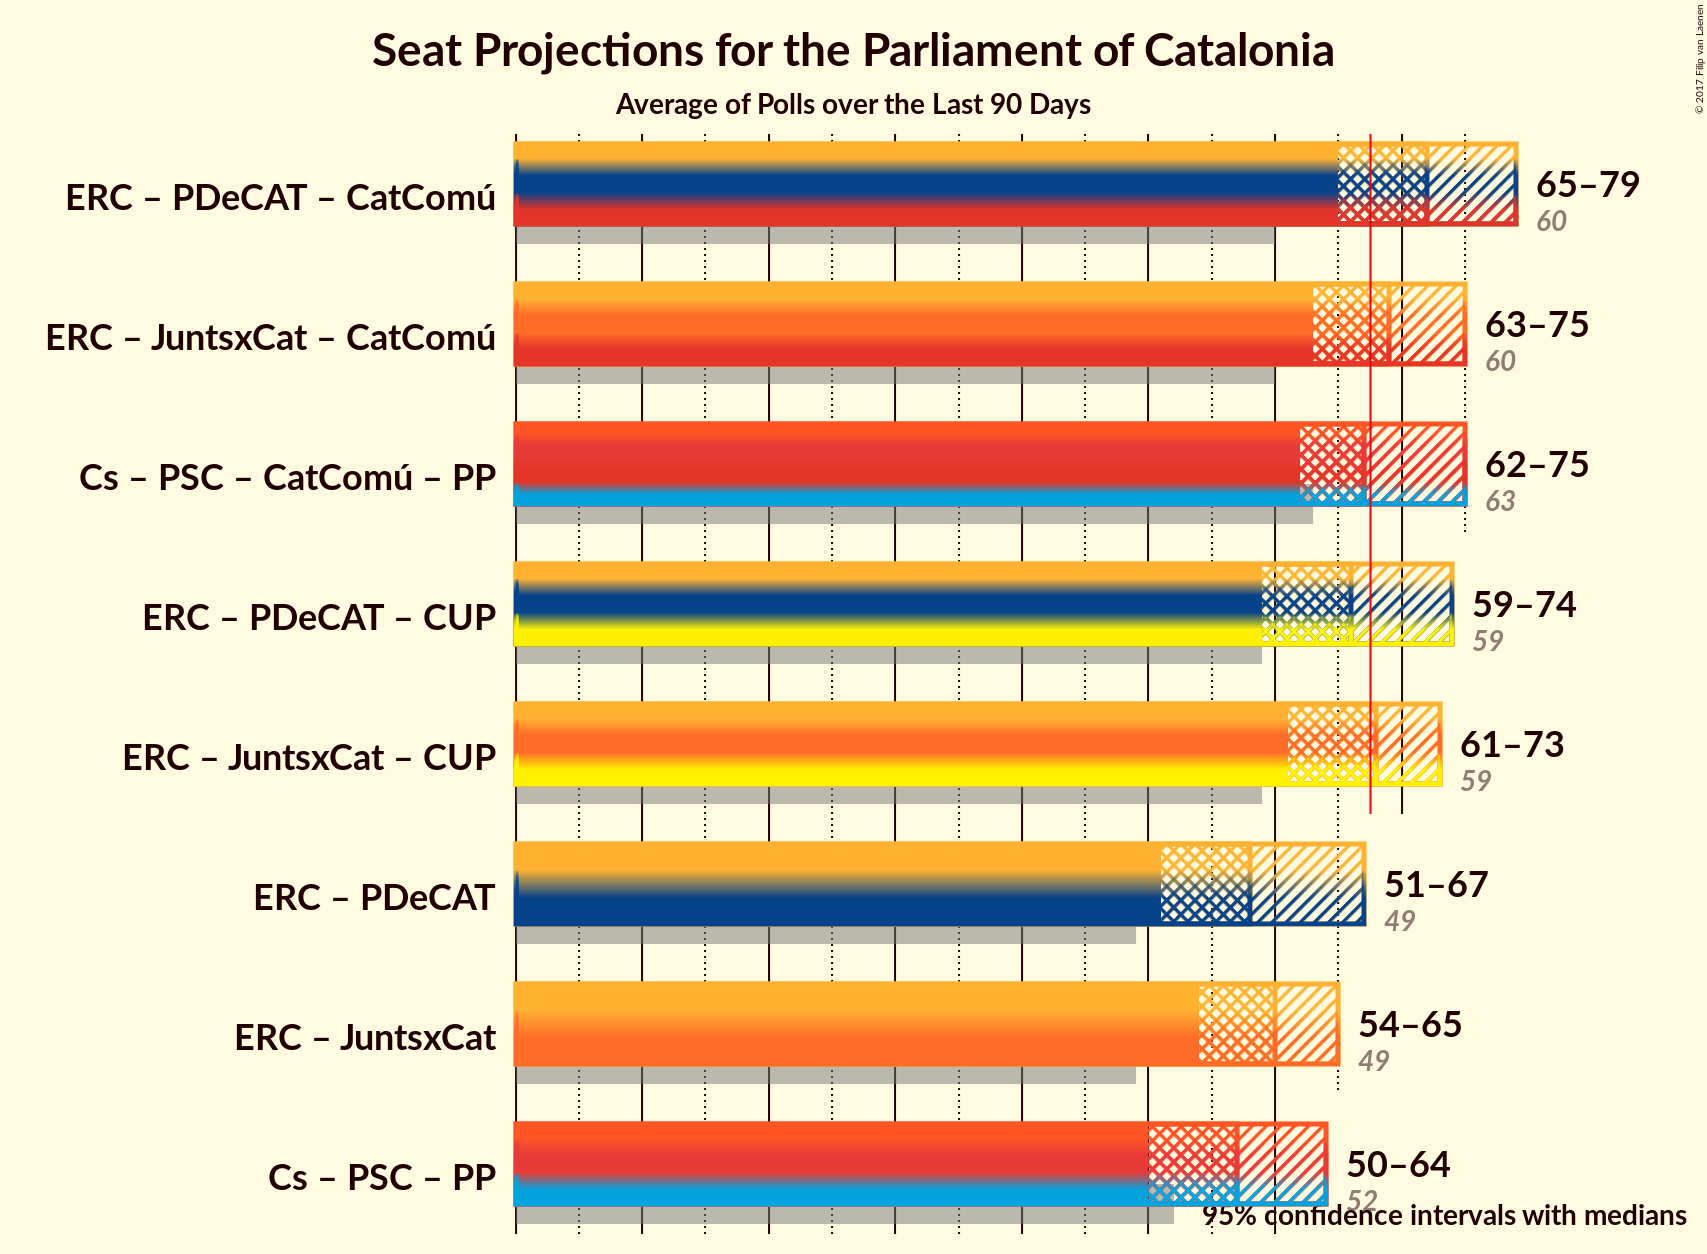 Seat Projections for the Parliament of Catalonia
Average of Polls over the Last 90 Days
© 2017 Filip van Laenen
ERC – PDeCAT – CatComú
65–79
60
ERC – JuntsxCat – CatComú
63–75
60
Cs – PSC – CatComú – PP
62–75
63
ERC – PDeCAT – CUP
59–74
59
ERC – JuntsxCat – CUP
61–73
59
ERC – PDeCAT
51–67
49
ERC – JuntsxCat
54–65
49
Cs – PSC – PP
50–64
52
95% confidence intervals with medians